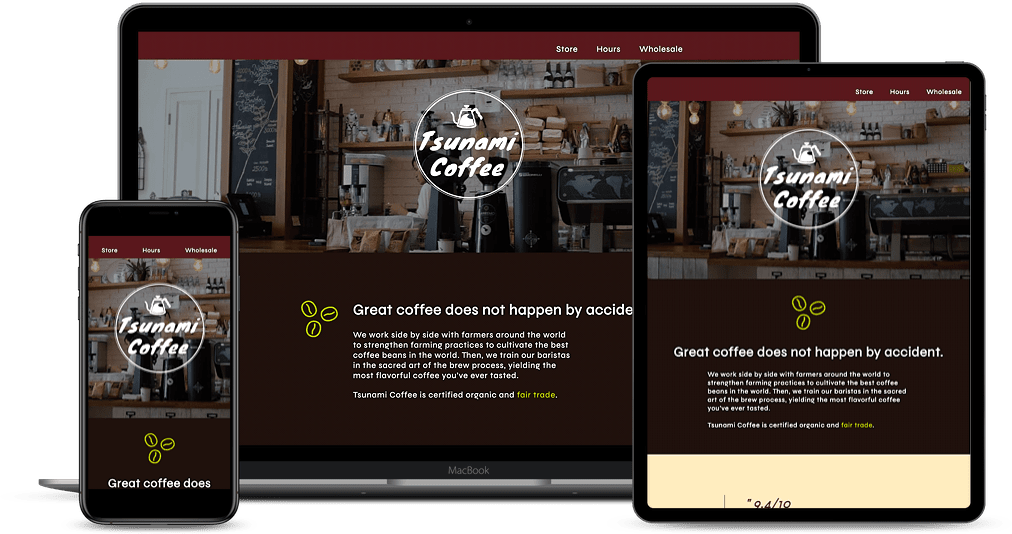 Store Hours Wholesale
Tsunami
Coffee
Great coffee does not happen by accide
We work side by side with farmers around the world
to strengthen farming practices to cultivate the best
coffee beans in the world. Then, we train our baristas
in the sacred art of the brew process, yielding the
most flavorful coffee you've ever tasted.
Tsunami Coffee is certified organic and fair trade.
MacBook
Store Hours Wholesale
Tsunami
Coffee
Great coffee does
Store Hours Wholesale
Tsunami
Coffee
Great coffee does not happen by accident.
We work side by side with farmers around the world to
strengthen farming practices to cultivate the best coffee
beans in the world. Then, we train our baristas in the sacred
art of the brew process, yielding the most flavorful coffee
you've ever tasted.
Tsunami Coffee is certified organic and fair trade.
" 9.4/10